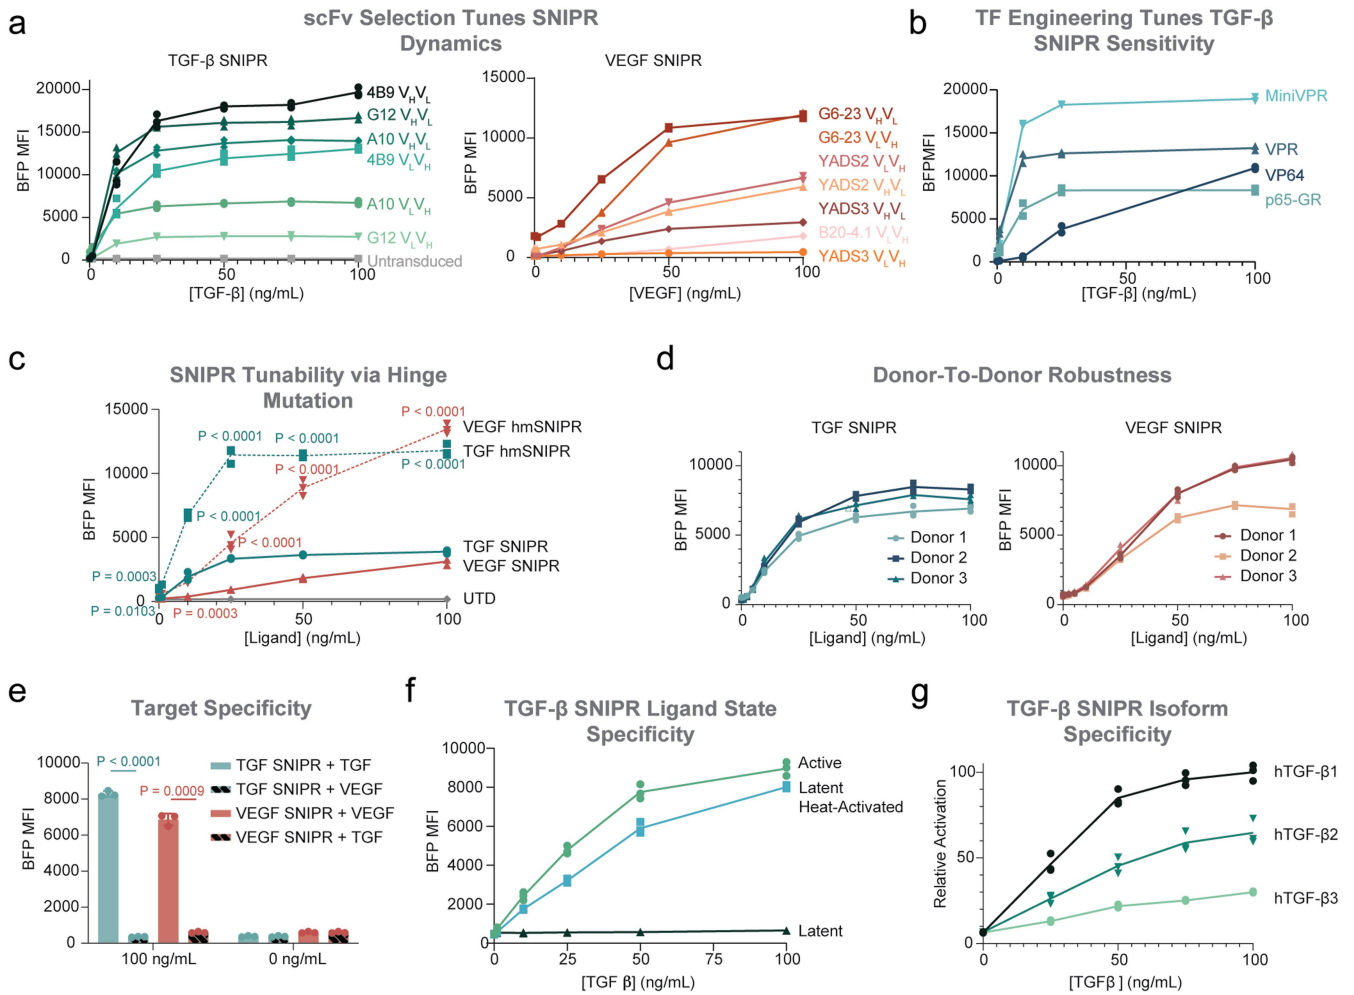 a
scFv Selection Tunes SNIPR
Dynamics
TGF-β SNIPR
20000
15000
10000
5000
0
BFP MFI
0
50
100
[TGF-β] (ng/mL)
4B9 VHVL
G12 VHVL
A10 VHVL
4B9 VLVH
A10 VLVH
G12 VLVH
Untransduced
VEGF SNIPR
15000
10000
5000
0
BFP MFI
0
50
100
[VEGF] (ng/mL)
G6-23 VHVL
G6-23 VLVH
YADS2 VLVH
YADS2 VHVL
YADS3 VHVL
B20-4.1 VLVH
YADS3 VLVH
b
TF Engineering Tunes TGF-β
SNIPR Sensitivity
20000
15000
10000
5000
0
BFPMFI
0
50
100
[TGF-β] (ng/mL)
MiniVPR
VPR
VP64
p65-GR
c
SNIPR Tunability via Hinge
Mutation
15000
10000
5000
0
BFP MFI
P < 0.0001
P < 0.0001
P < 0.0001
P < 0.0001
P < 0.0001
P < 0.0001
P < 0.0001
P = 0.0003
P = 0.0103
P = 0.0003
0
50
100
[Ligand] (ng/mL)
VEGF hmSNIPR
TGF hmSNIPR
TGF SNIPR
VEGF SNIPR
UTD
d
Donor-To-Donor Robustness
TGF SNIPR
10000
5000
0
BFP MFI
0
50
100
[Ligand] (ng/mL)
Donor 1
Donor 2
Donor 3
VEGF SNIPR
10000
5000
0
BFP MFI
0
50
100
[Ligand] (ng/mL)
Donor 1
Donor 2
Donor 3
e
Target Specificity
10000
8000
6000
4000
2000
0
BFP MFI
P < 0.0001
P = 0.0009
100 ng/mL
0 ng/mL
TGF SNIPR + TGF
TGF SNIPR + VEGF
VEGF SNIPR + VEGF
VEGF SNIPR + TGF
f
TGF-β SNIPR Ligand State
Specificity
10000
8000
6000
4000
2000
0
BFP MFI
0
25
50
75
100
[TGF β] (ng/mL)
Active
Latent
Heat-Activated
Latent
g
TGF-β SNIPR Isoform
Specificity
100
50
0
Relative Activation
0
50
100
[TGFβ ] (ng/mL)
hTGF-β1
hTGF-β2
hTGF-β3